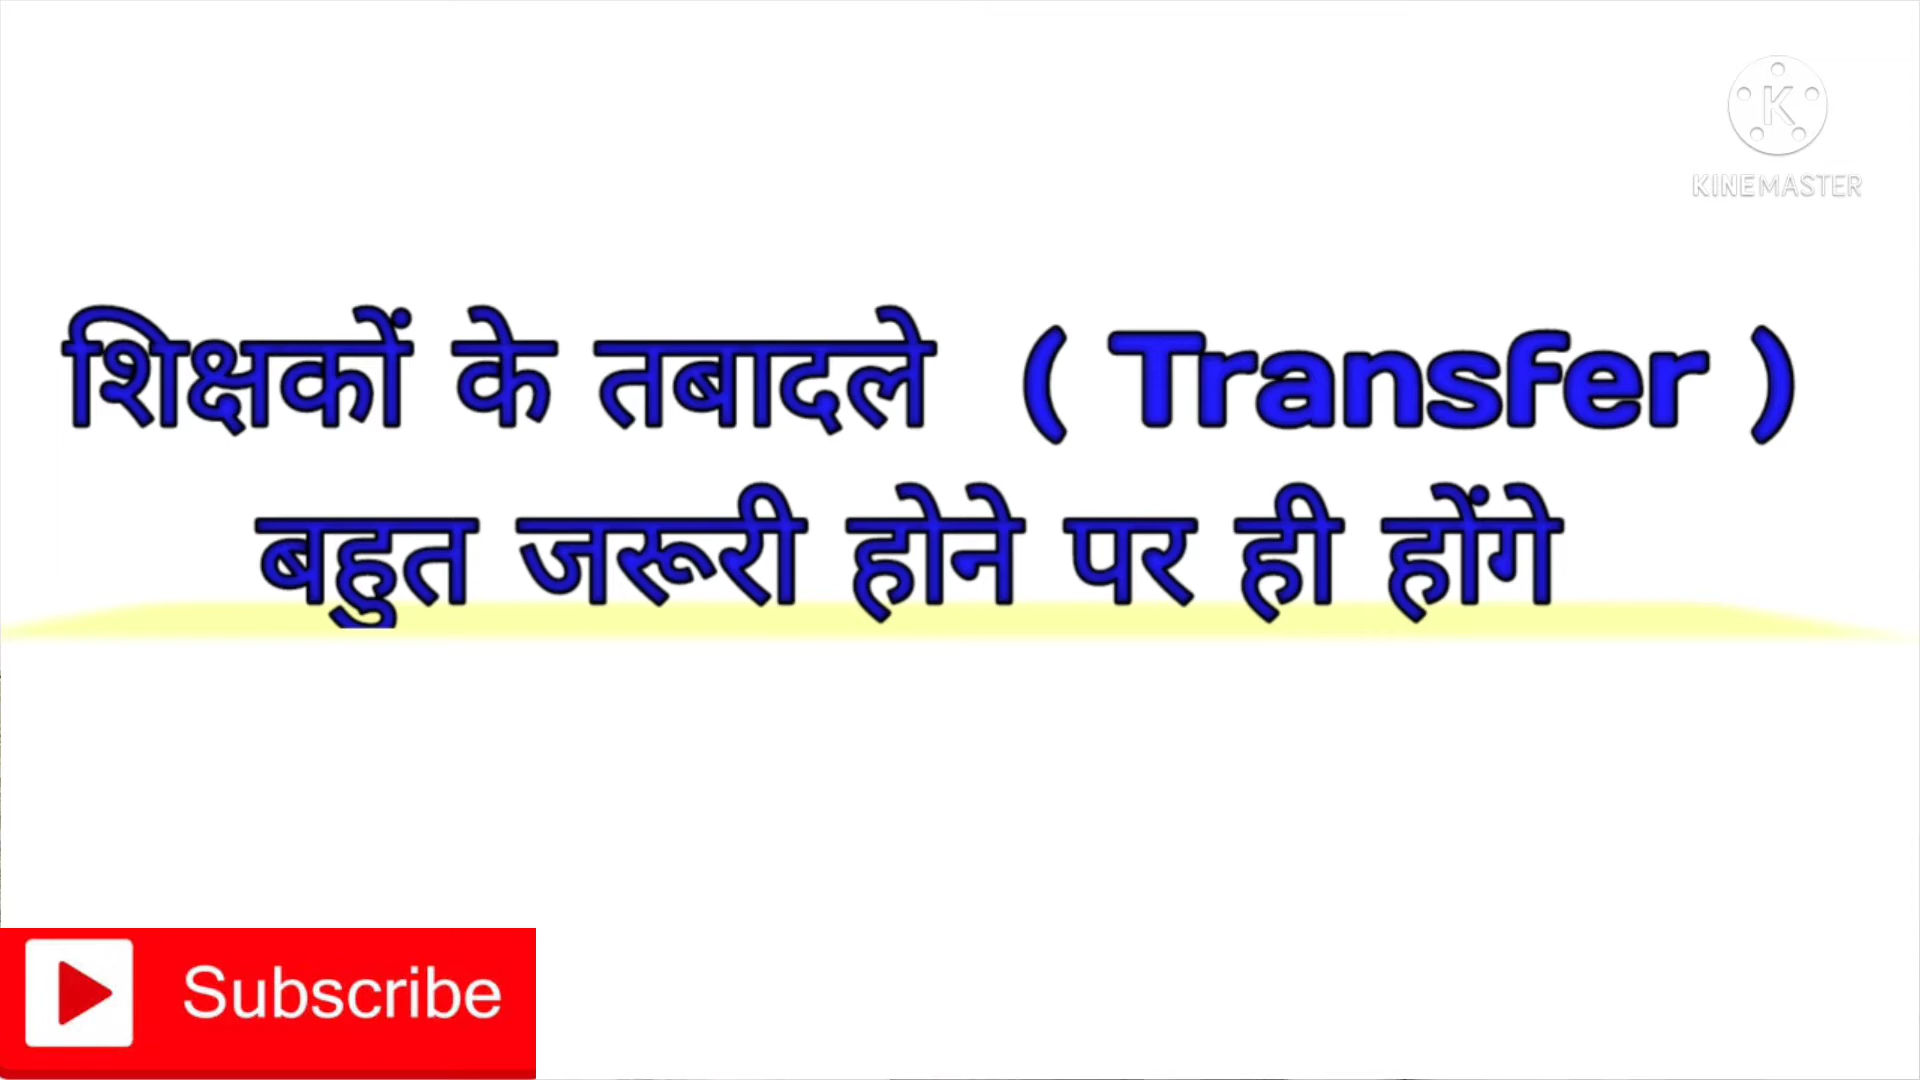 KINEMASTER
शिक्षकों के तबादले ( Transfer )
बहुत जरूरी होने पर ही होंगे
Subscribe